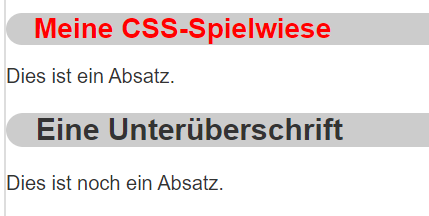 Meine CSS-Spielwiese
Dies ist ein Absatz.
Eine Unterüberschrift
Dies ist noch ein Absatz.